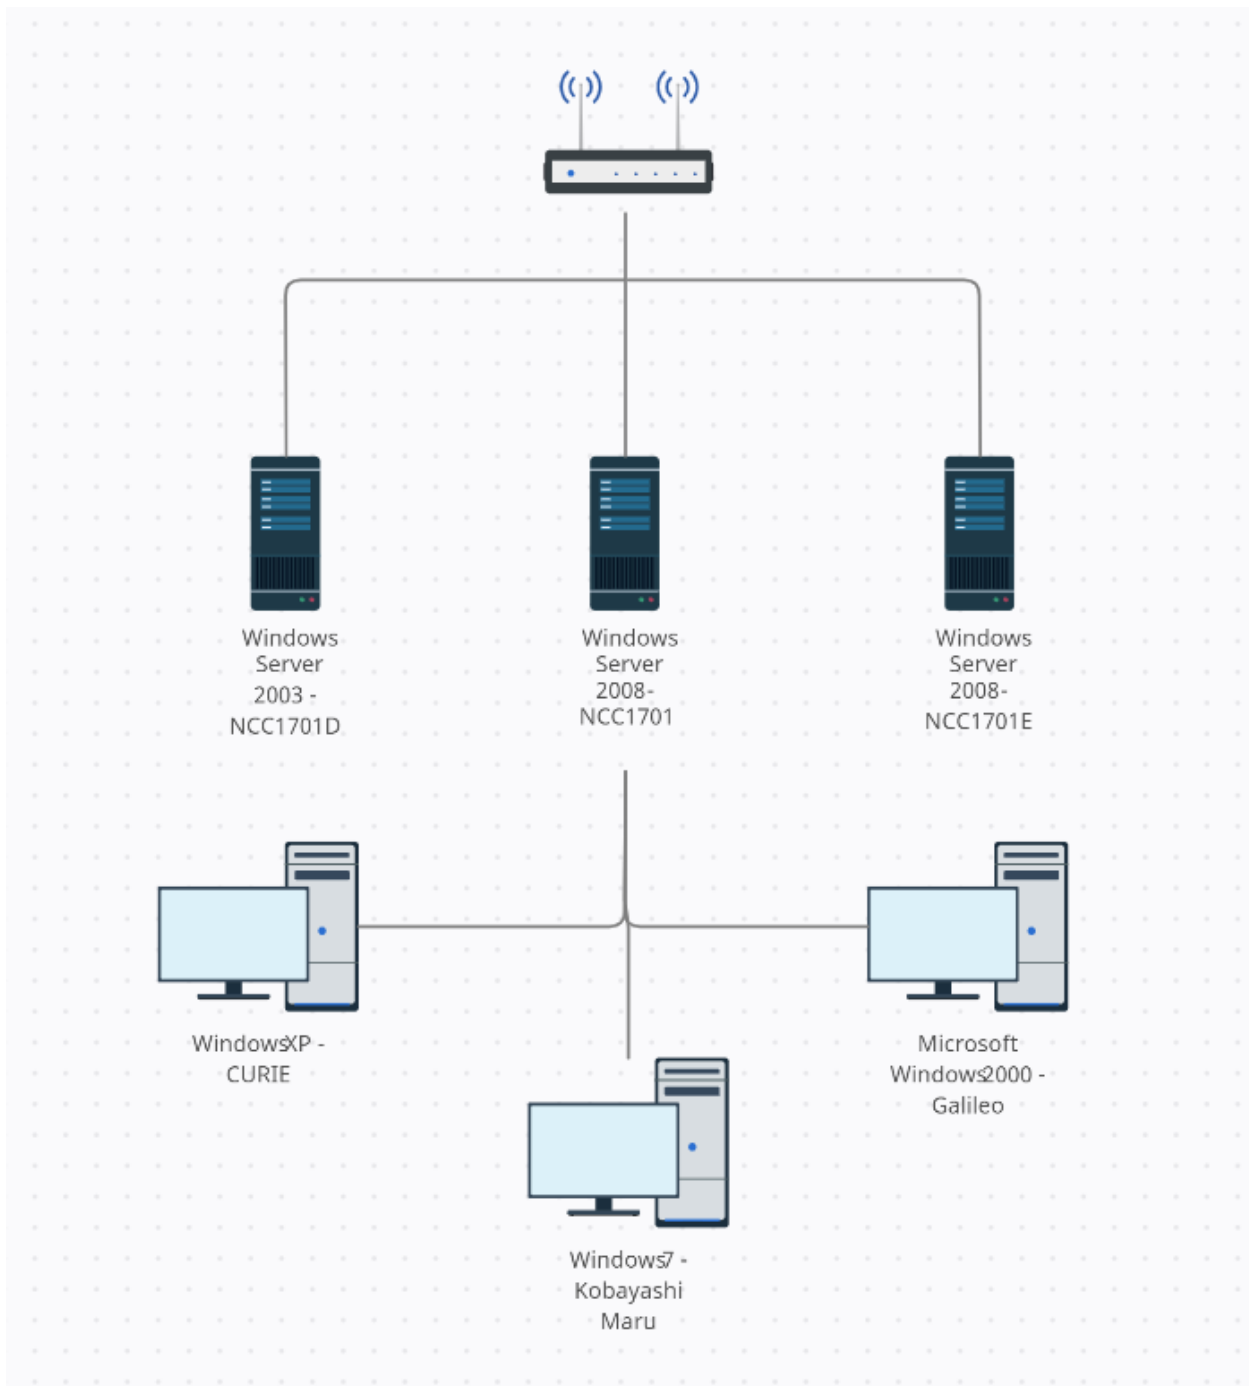 Windows
Server
2003 -
NCC1701D
Windows
Server
2008-
NCC1701
Windows
Server
2008-
NCC1701E
WindowsXP -
CURIE
Microsoft
Windows2000 -
Galileo
Windows7 -
Kobayashi
Maru